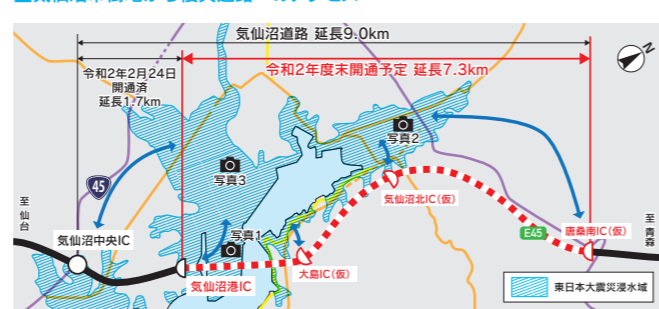 気仙沼道路 延長9.0km
令和2年2月24日
開通済
延長1.7km
令和2年度末開通予定 延長7.3km
写真2
写真3
45
気仙沼北IC（仮）
至 仙台
至 青森
気仙沼中央IC
写真1
E45
唐桑南IC（仮）
気仙沼港IC
大島IC（仮）
東日本大震災浸水域